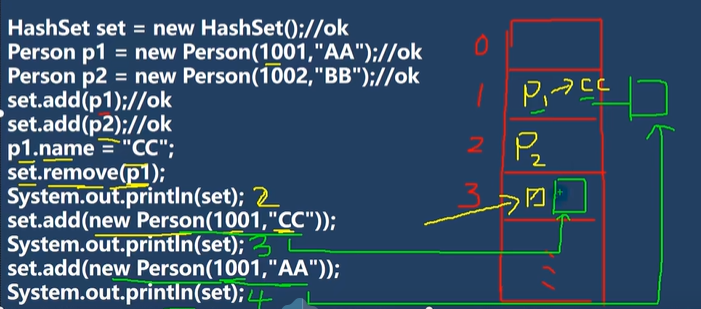 HashSet set = new HashSet();//ok
Person p1 = new Person(1001,"AA");//ok
Person p2 = new Person(1002,"BB");//ok
set.add(p1);//ok
set.add(p2);//ok
p1.name = "CC";
set.remove(p1);
System.out.println(set); 2
set.add(new Person(1001,"CC"));
System.out.println(set); 3
set.add(new Person(1001,"AA"));
System.out.println(set); 4
0
1 P1→CC
2 P2
3